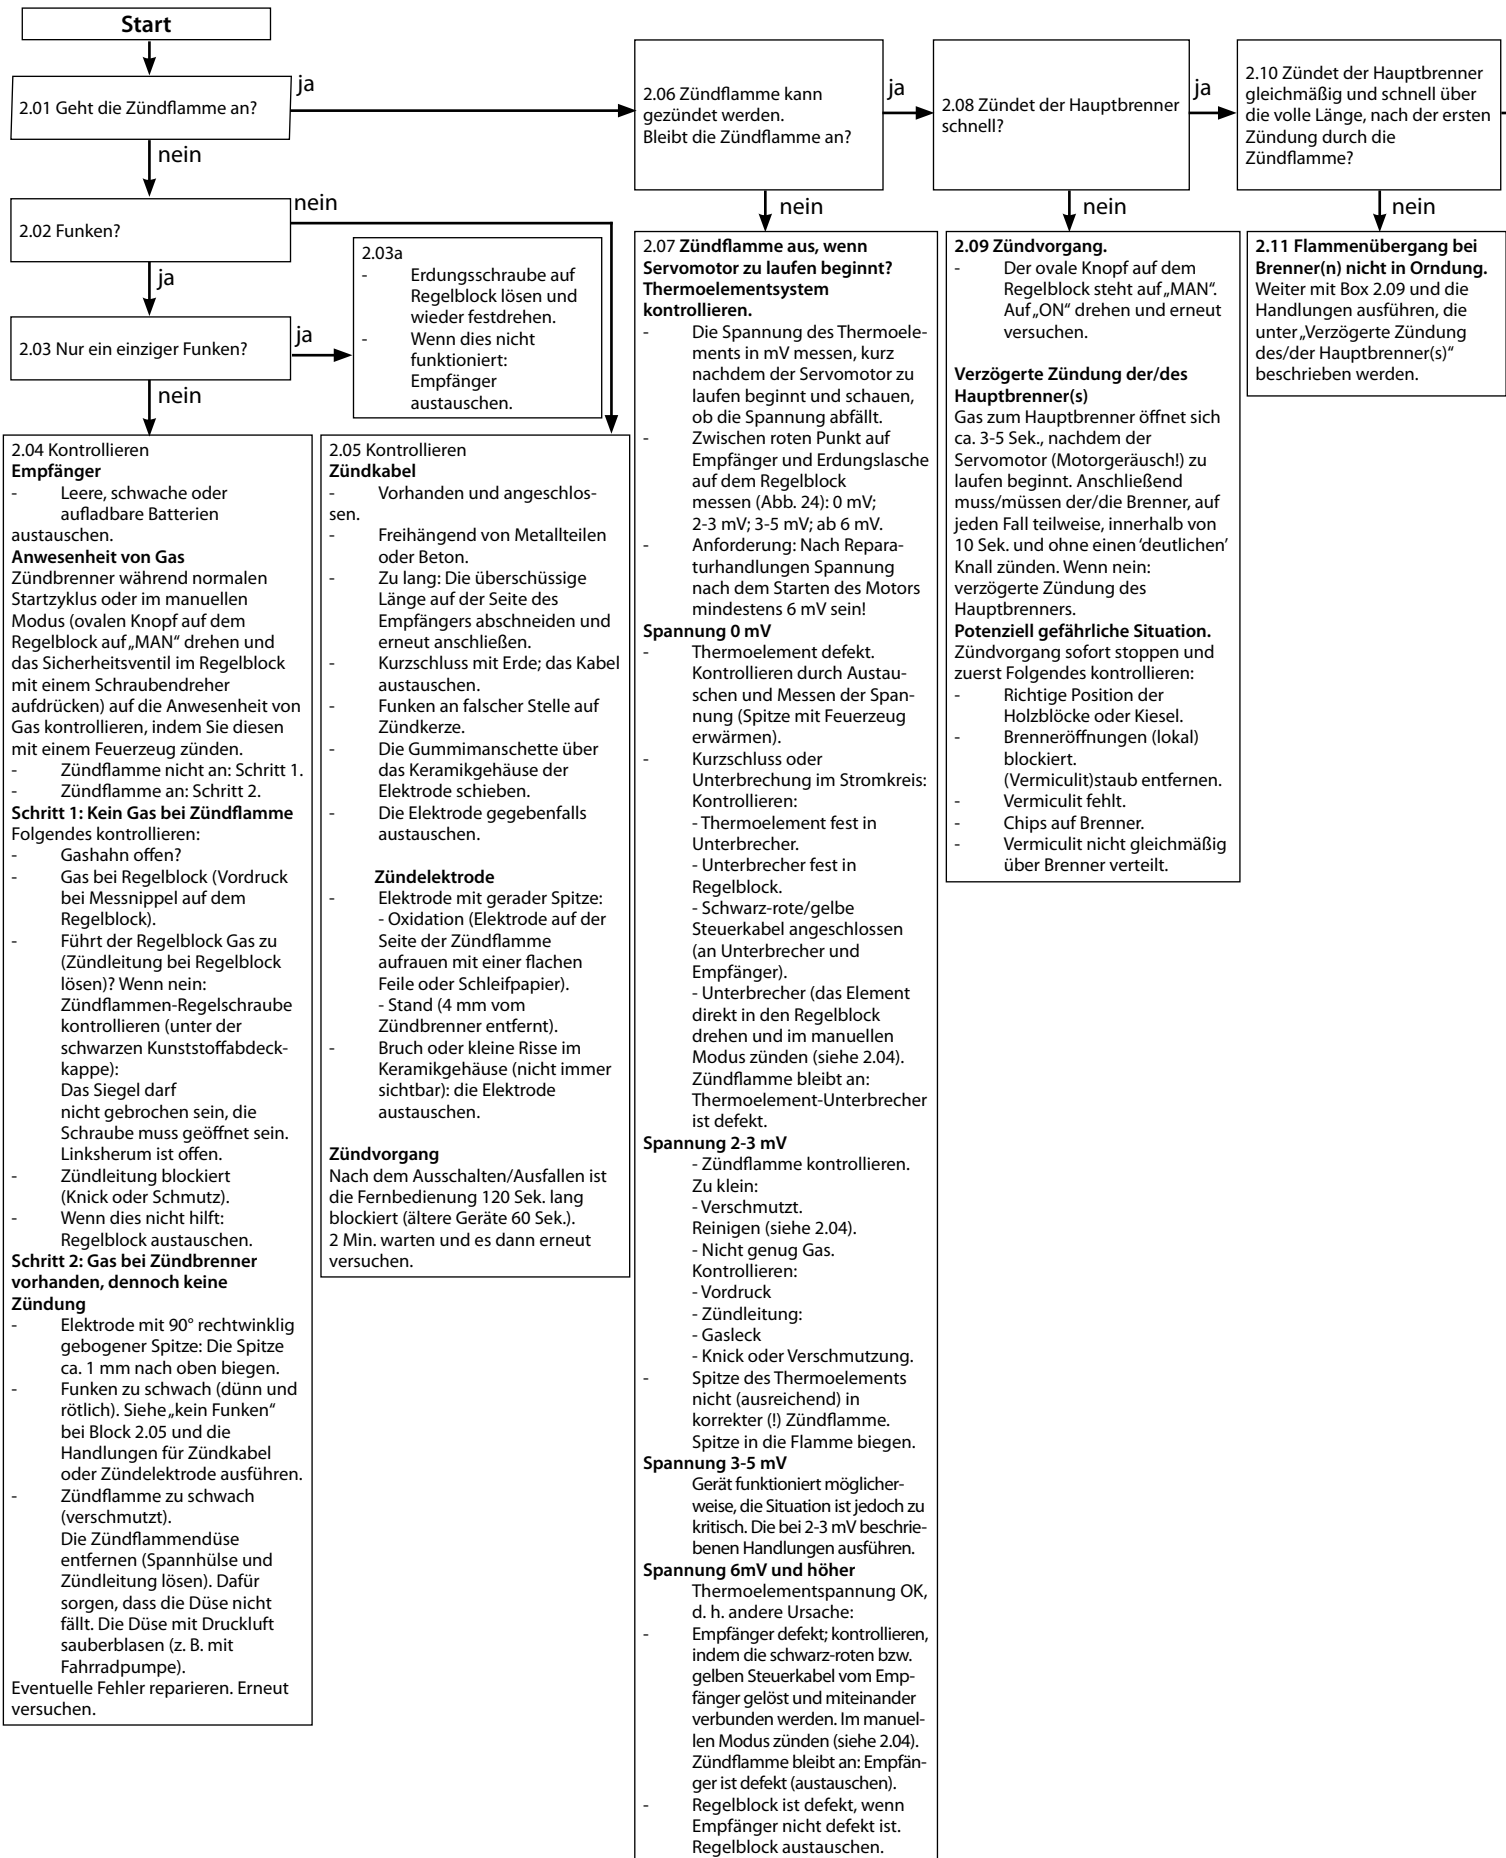 Start
2.01 Geht die Zündflamme an?
ja
nein
2.02 Funken?
nein
ja
2.03 Nur ein einziger Funken?
ja
nein
2.03a
- Erdungsschraube auf
Regelblock lösen und
wieder festdrehen.
- Wenn dies nicht
funktioniert:
Empfänger
austauschen.
2.04 Kontrollieren
Empfänger
- Leere, schwache oder
aufladbare Batterien
austauschen.
Anwesenheit von Gas
Zündbrenner während normalen
Startzyklus oder im manuellen
Modus (ovalen Knopf auf dem
Regelblock auf „MAN” drehen und
das Sicherheitsventil im Regelblock
mit einem Schraubendreher
aufdrücken) auf die Anwesenheit von
Gas kontrollieren, indem Sie diesen
mit einem Feuerzeug zünden.
- Zündflamme nicht an: Schritt 1.
- Zündflamme an: Schritt 2.
Schritt 1: Kein Gas bei Zündflamme
Folgendes kontrollieren:
- Gashahn offen?
- Gas bei Regelblock (Vordruck
bei Messnippel auf dem
Regelblock).
- Führt der Regelblock Gas zu
(Zündleitung bei Regelblock
lösen)? Wenn nein:
Zündflammen-Regelschraube
kontrollieren (unter der
schwarzen Kunststoffabdeck-
kappe):
Das Siegel darf
nicht gebrochen sein, die
Schraube muss geöffnet sein.
Linksherum ist offen.
- Zündleitung blockiert
(Knick oder Schmutz).
- Wenn dies nicht hilft:
Regelblock austauschen.
Schritt 2: Gas bei Zündbrenner
vorhanden, dennoch keine
Zündung
- Elektrode mit 90° rechtwinklig
gebogener Spitze: Die Spitze
ca. 1 mm nach oben biegen.
- Funken zu schwach (dünn und
rötlich). Siehe „kein Funken”
bei Block 2.05 und die
Handlungen für Zündkabel
oder Zündelektrode ausführen.
- Zündflamme zu schwach
(verschmutzt).
Die Zündflammendüse
entfernen (Spannhülse und
Zündleitung lösen). Dafür
sorgen, dass die Düse nicht
fällt. Die Düse mit Druckluft
sauberblasen (z. B. mit
Fahrradpumpe).
Eventuelle Fehler reparieren. Erneut
versuchen.
2.05 Kontrollieren
Zündkabel
- Vorhanden und angeschlos-
sen.
- Freihängend von Metallteilen
oder Beton.
- Zu lang: Die überschüssige
Länge auf der Seite des
Empfängers abschneiden und
erneut anschließen.
- Kurzschluss mit Erde; das Kabel
austauschen.
- Funken an falscher Stelle auf
Zündkerze.
- Die Gummimanschette über
das Keramikgehäuse der
Elektrode schieben.
- Die Elektrode gegebenfalls
austauschen.
Zündelektrode
- Elektrode mit gerader Spitze:
- Oxidation (Elektrode auf der
Seite der Zündflamme
aufrauen mit einer flachen
Feile oder Schleifpapier).
- Stand (4 mm vom
Zündbrenner entfernt).
- Bruch oder kleine Risse im
Keramikgehäuse (nicht immer
sichtbar): die Elektrode
austauschen.
Zündvorgang
Nach dem Ausschalten/Ausfallen ist
die Fernbedienung 120 Sek. lang
blockiert (ältere Geräte 60 Sek.).
2 Min. warten und es dann erneut
versuchen.
2.06 Zündflamme kann
gezündet werden.
Bleibt die Zündflamme an?
ja
nein
2.07 Zündflamme aus, wenn
Servomotor zu laufen beginnt?
Thermoelementsystem
kontrollieren.
- Die Spannung des Thermoele-
ments in mV messen, kurz
nachdem der Servomotor zu
laufen beginnt und schauen,
ob die Spannung abfällt.
- Zwischen roten Punkt auf
Empfänger und Erdungslasche
auf dem Regelblock
messen (Abb. 24): 0 mV;
2-3 mV; 3-5 mV; ab 6 mV.
- Anforderung: Nach Repara-
turhandlungen Spannung
nach dem Starten des Motors
mindestens 6 mV sein!
Spannung 0 mV
- Thermoelement defekt.
Kontrollieren durch Austau-
schen und Messen der Span-
nung (Spitze mit Feuerzeug
erwärmen).
- Kurzschluss oder
Unterbrechung im Stromkreis:
Kontrollieren:
- Thermoelement fest in
Unterbrecher.
- Unterbrecher fest in
Regelblock.
- Schwarz-rote/gelbe
Steuerkabel angeschlossen
(an Unterbrecher und
Empfänger).
- Unterbrecher (das Element
direkt in den Regelblock
drehen und im manuellen
Modus zünden (siehe 2.04).
Zündflamme bleibt an:
Thermoelement-Unterbrecher
ist defekt.
Spannung 2-3 mV
- Zündflamme kontrollieren.
Zu klein:
- Verschmutzt.
Reinigen (siehe 2.04).
- Nicht genug Gas.
Kontrollieren:
- Vordruck
- Zündleitung:
- Gasleck
- Knick oder Verschmutzung.
- Spitze des Thermoelements
nicht (ausreichend) in
korrekter (!) Zündflamme.
Spitze in die Flamme biegen.
Spannung 3-5 mV
Gerät funktioniert möglicher-
weise, die Situation ist jedoch zu
kritisch. Die bei 2-3 mV beschrie-
benen Handlungen ausführen.
Spannung 6mV und höher
Thermoelementspannung OK,
d. h. andere Ursache:
- Empfänger defekt; kontrollieren,
indem die schwarz-roten bzw.
gelben Steuerkabel vom Emp-
fänger gelöst und miteinander
verbunden werden. Im manuel-
len Modus zünden (siehe 2.04).
Zündflamme bleibt an: Empfän-
ger ist defekt (austauschen).
- Regelblock ist defekt, wenn
Empfänger nicht defekt ist.
Regelblock austauschen.
2.08 Zündet der Hauptbrenner
schnell?
ja
nein
2.09 Zündvorgang.
- Der ovale Knopf auf dem
Regelblock steht auf „MAN”.
Auf „ON” drehen und erneut
versuchen.
Verzögerte Zündung der/des
Hauptbrenner(s)
Gas zum Hauptbrenner öffnet sich
ca. 3-5 Sek., nachdem der
Servomotor (Motorgeräusch!) zu
laufen beginnt. Anschließend
muss/müssen der/die Brenner, auf
jeden Fall teilweise, innerhalb von
10 Sek. und ohne einen ‘deutlichen’
Knall zünden. Wenn nein:
verzögerte Zündung des
Hauptbrenners.
Potenziell gefährliche Situation.
Zündvorgang sofort stoppen und
zuerst Folgendes kontrollieren:
- Richtige Position der
Holzblöcke oder Kiesel.
- Brenneröffnungen (lokal)
blockiert.
(Vermiculit)staub entfernen.
- Vermiculit fehlt.
- Chips auf Brenner.
- Vermiculit nicht gleichmäßig
über Brenner verteilt.
2.10 Zündet der Hauptbrenner
gleichmäßig und schnell über
die volle Länge, nach der ersten
Zündung durch die
Zündflamme?
nein
2.11 Flammenübergang bei
Brenner(n) nicht in Orndung.
Weiter mit Box 2.09 und die
Handlungen ausführen, die
unter „Verzögerte Zündung
des/der Hauptbrenner(s)”
beschrieben werden.